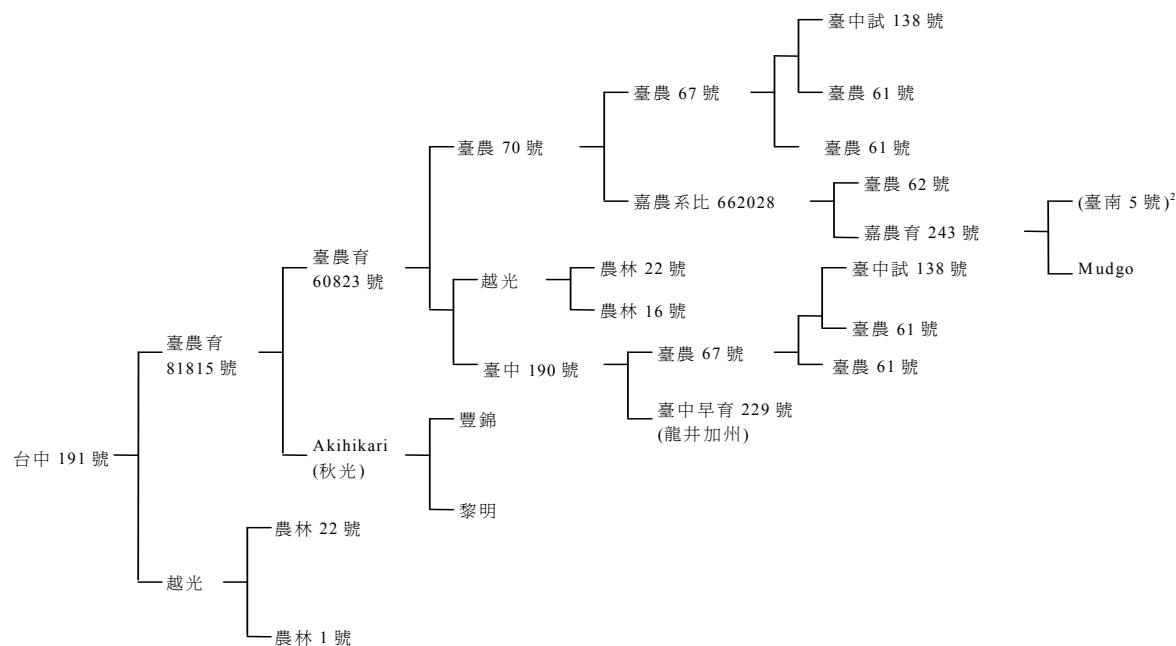 臺中試 138 號
臺農 67 號
臺農 61 號
臺農 70 號
臺農 61 號
臺農 62 號
嘉農系比 662028
(臺南 5 號)2
嘉農育 243 號
臺農育
60823 號
越光
農林 22 號
臺中試 138 號
Mudgo
農林 16 號
臺農 61 號
臺農育
81815 號
臺中 190 號
臺農 67 號
臺農 61 號
臺中早育 229 號
(龍井加州)
豐錦
Akihikari
(秋光)
台中 191 號
黎明
農林 22 號
越光
農林 1 號